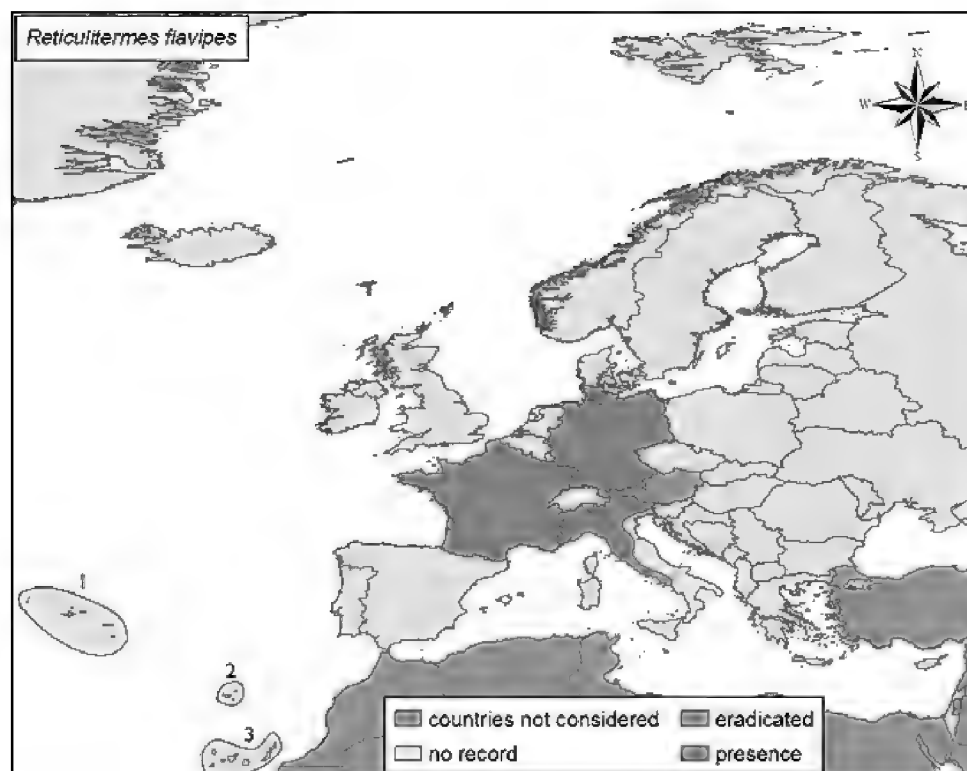 Reticulitermes flavipes
N
W E
S
1
2
3
countries not considered
eradicated
no record
presence